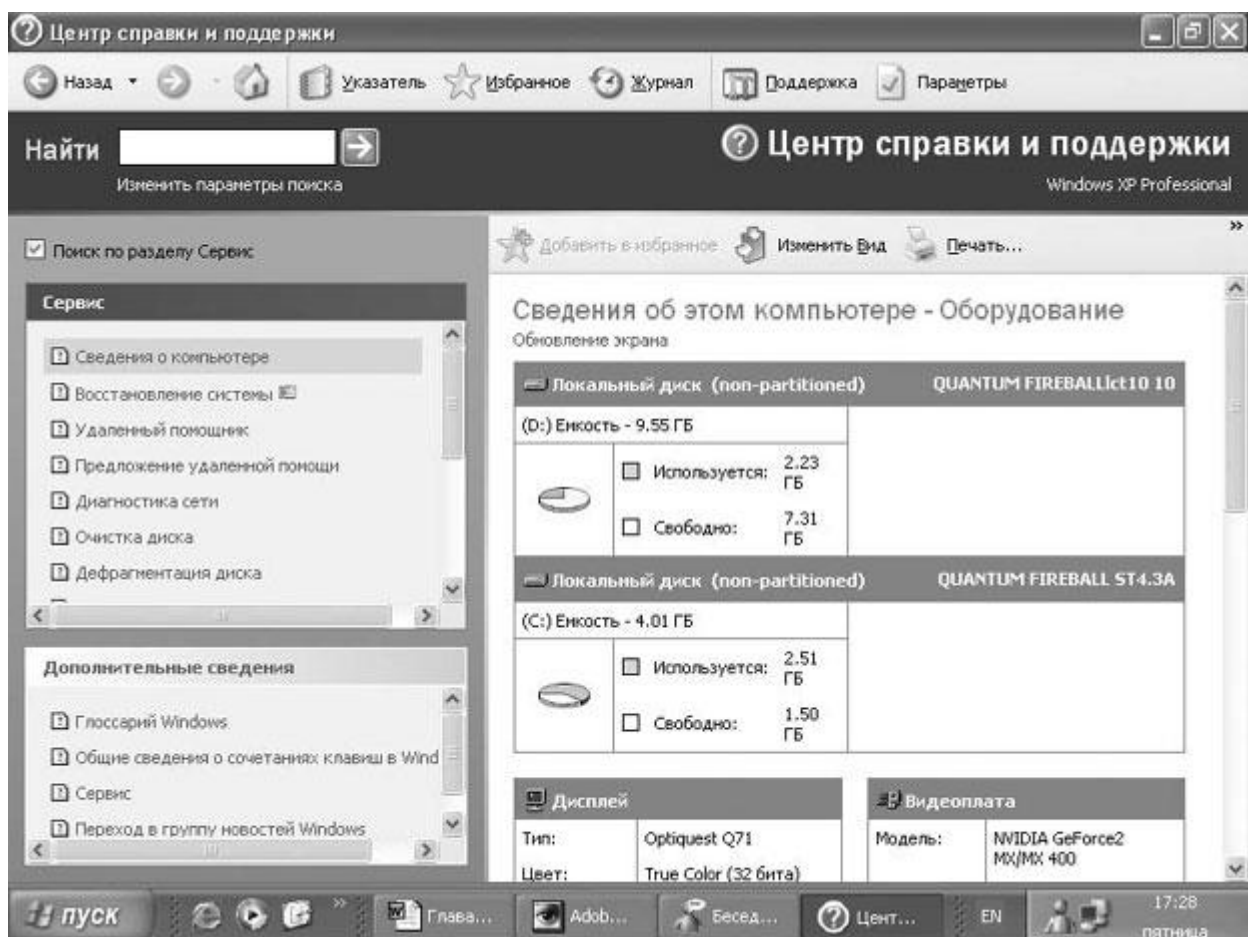 Центр справки и поддержки
Назад Указатель Избранное Журнал Поддержка Параметры
Найти
Изменить параметры поиска
Центр справки и поддержки
Windows XP Professional
Поиск по разделу Сервис
Сервис
Сведения о компьютере
Восстановление системы
Удаленный помощник
Предложение удаленной помощи
Диагностика сети
Очистка диска
Дефрагментация диска
Дополнительные сведения
Глоссарий Windows
Общие сведения о сочетаниях клавиш в Wind
Сервис
Переход в группу новостей Windows
Добавить в избранное Изменить Вид Печать... »
Сведения об этом компьютере - Оборудование
Обновление экрана
Локальный диск (non-partitioned) QUANTUM FIREBALLlct10 10
(D:) Емкость - 9.55 ГБ
Используется: 2.23 ГБ
Свободно: 7.31 ГБ
Локальный диск (non-partitioned) QUANTUM FIREBALL ST4.3A
(C:) Емкость - 4.01 ГБ
Используется: 2.51 ГБ
Свободно: 1.50 ГБ
Дисплей
Тип: Optiquest Q71
Цвет: True Color (32 бита)
Видеоплата
Модель: NVIDIA GeForce2 MX/MX 400
пуск » Глава... Adob... Бесед... Цент... EN 17:28
пятница